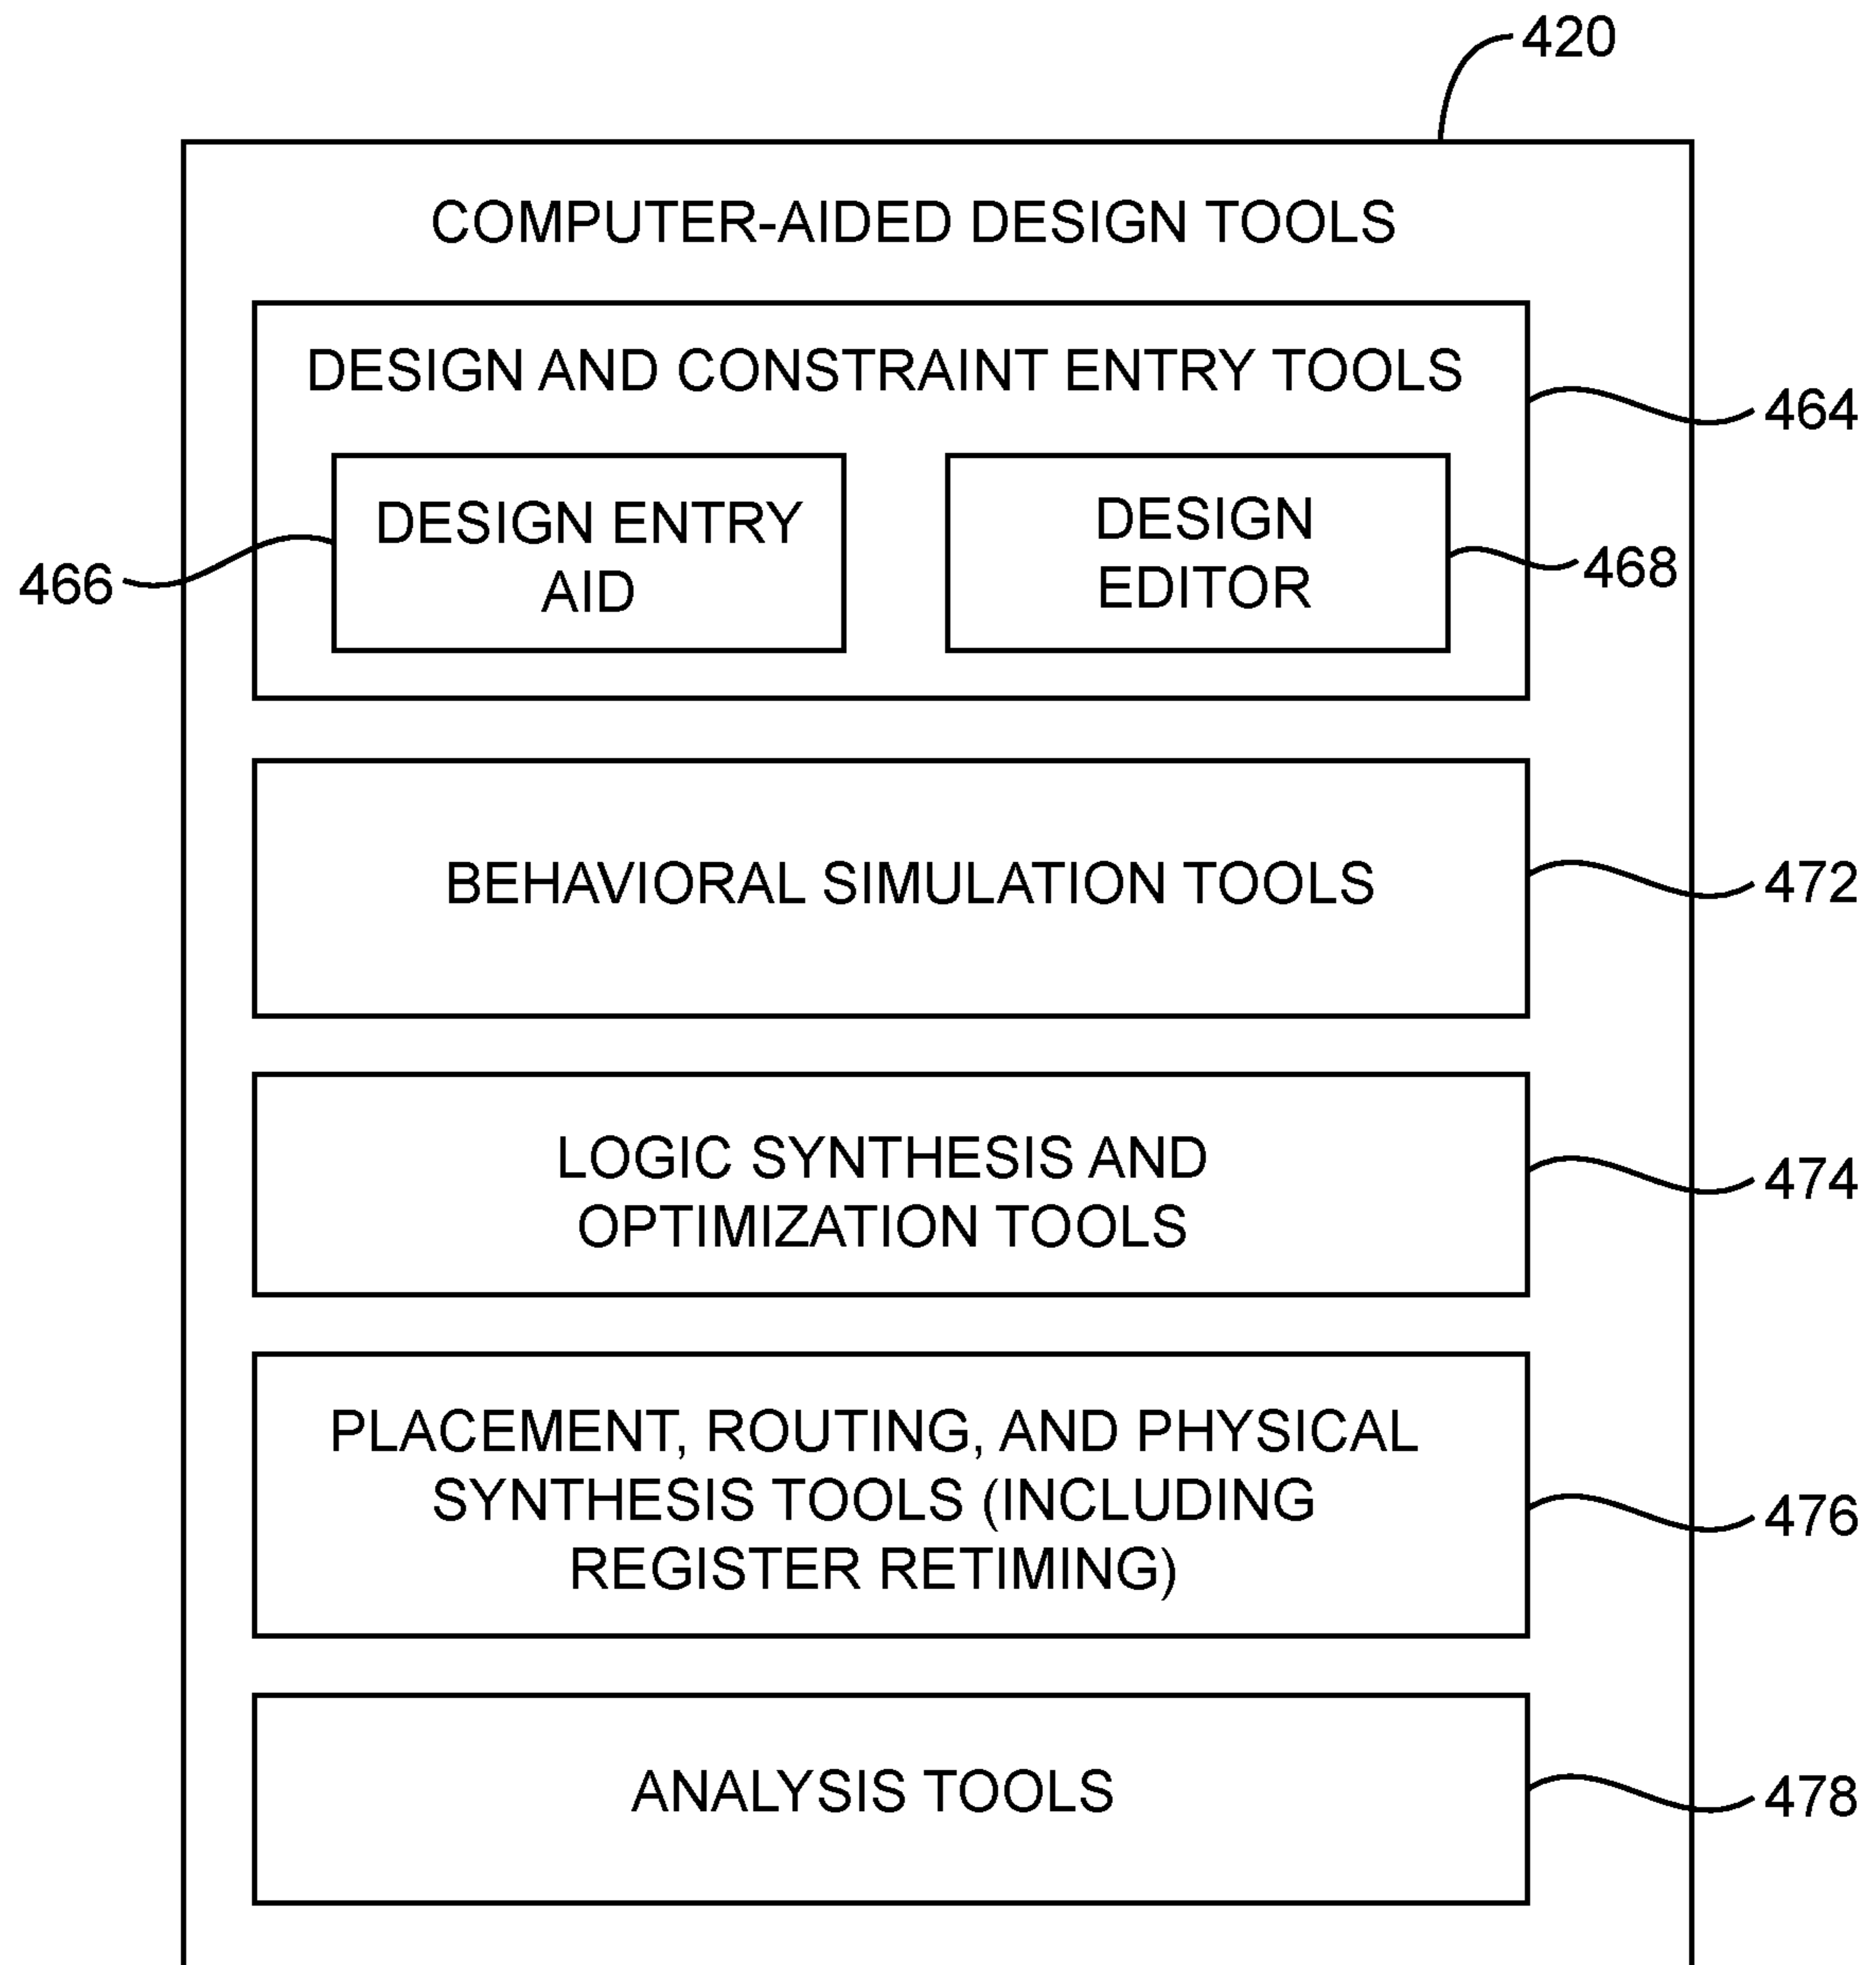 420
COMPUTER-AIDED DESIGN TOOLS
DESIGN AND CONSTRAINT ENTRY TOOLS
464
DESIGN ENTRY
AID
466
DESIGN
EDITOR
468
BEHAVIORAL SIMULATION TOOLS
472
LOGIC SYNTHESIS AND
OPTIMIZATION TOOLS
474
PLACEMENT, ROUTING, AND PHYSICAL
SYNTHESIS TOOLS (INCLUDING
REGISTER RETIMING)
476
ANALYSIS TOOLS
478